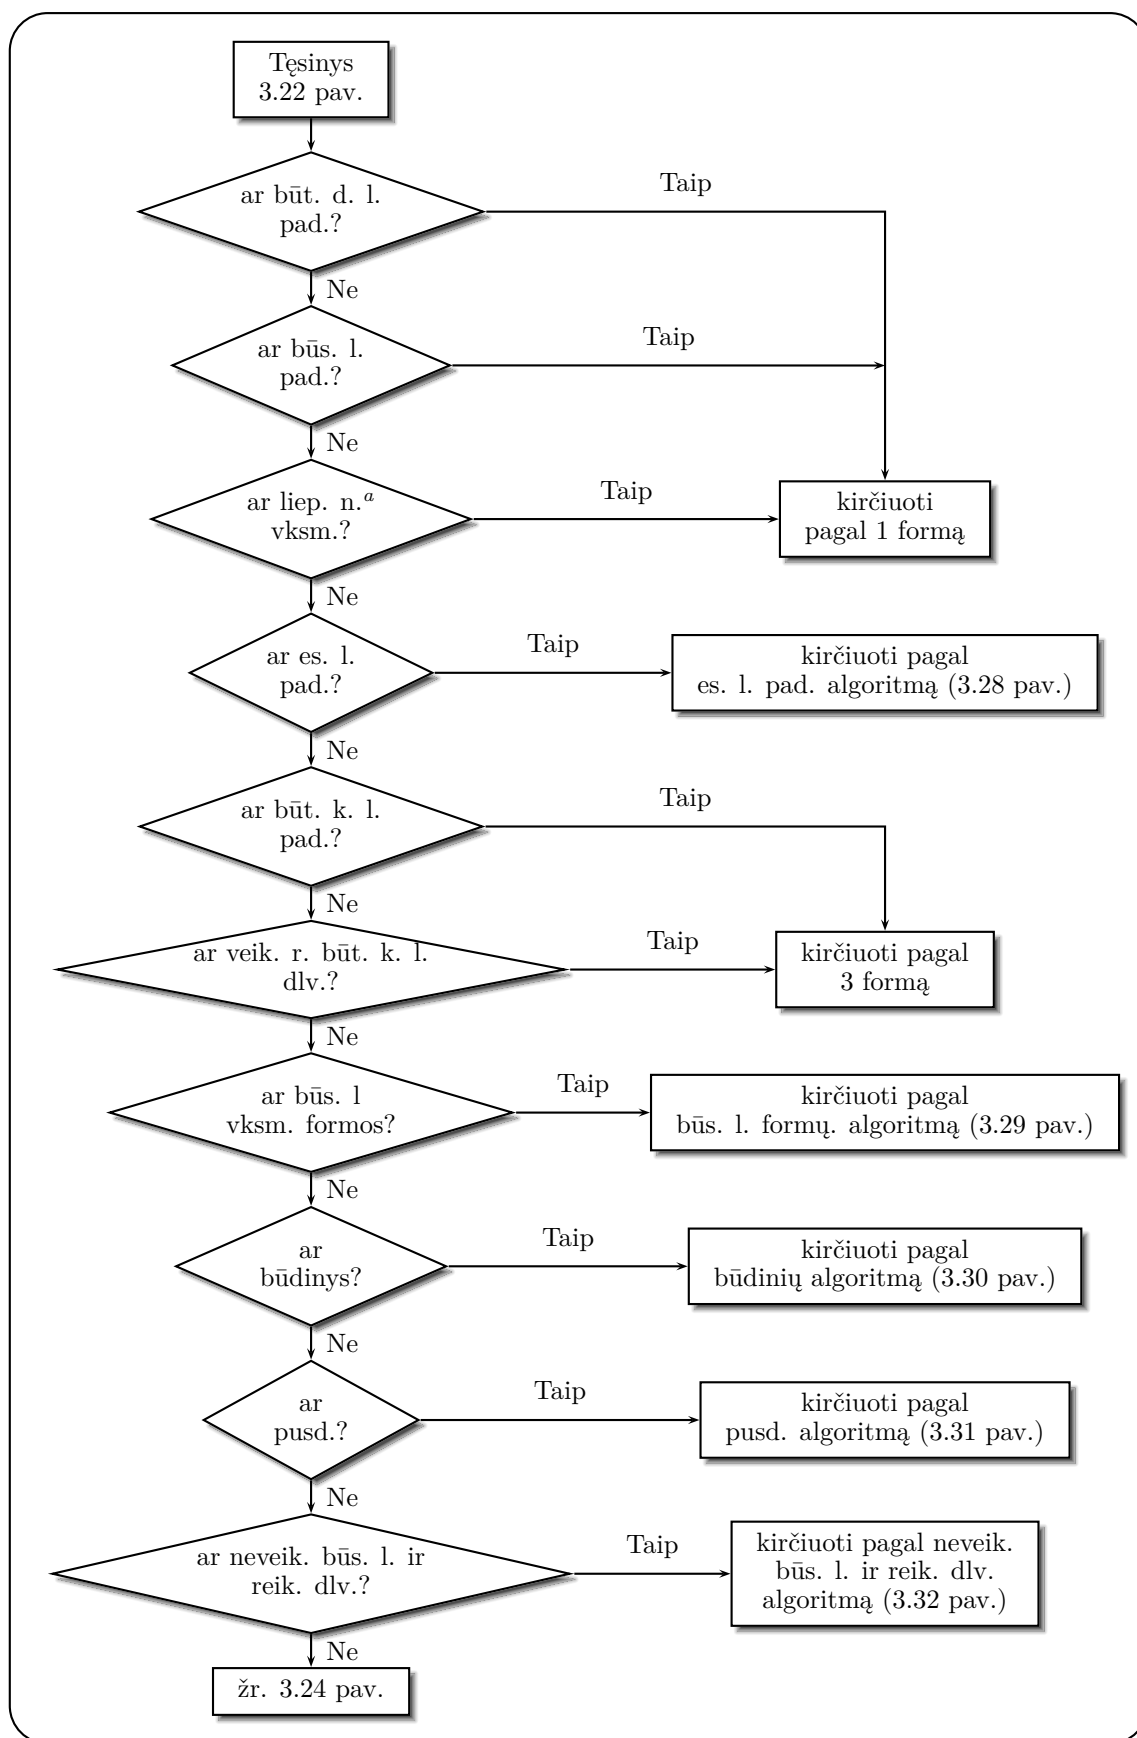 Tęsinys
3.22 pav.
ar būt. d. l.
pad.?
Taip
Ne
ar būs. l.
pad.?
Taip
Ne
ar liep. n.ᵃ
vksm.?
Taip
kirčiuoti
pagal 1 formą
Ne
ar es. l.
pad.?
Taip
kirčiuoti pagal
es. l. pad. algoritmą (3.28 pav.)
Ne
ar būt. k. l.
pad.?
Taip
Ne
ar veik. r. būt. k. l.
dlv.?
Taip
kirčiuoti pagal
3 formą
Ne
ar būs. l
vksm. formos?
Taip
kirčiuoti pagal
būs. l. formų. algoritmą (3.29 pav.)
Ne
ar
būdinys?
Taip
kirčiuoti pagal
būdinių algoritmą (3.30 pav.)
Ne
ar
pusd.?
Taip
kirčiuoti pagal
pusd. algoritmą (3.31 pav.)
Ne
ar neveik. būs. l. ir
reik. dlv.?
Taip
kirčiuoti pagal neveik.
būs. l. ir reik. dlv.
algoritmą (3.32 pav.)
Ne
žr. 3.24 pav.